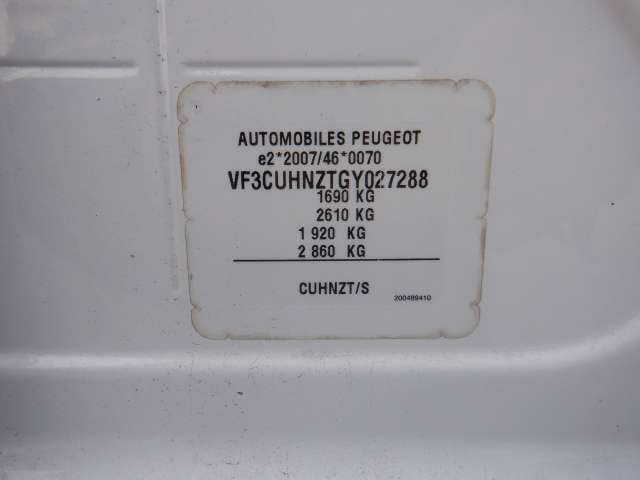 AUTOMOBILES PEUGEOT
e2*2007/46*0070
VF3CUHNZTGY027288
1690 KG
2610 KG
1 920 KG
2 860 KG
CUHNZT/S
200489410